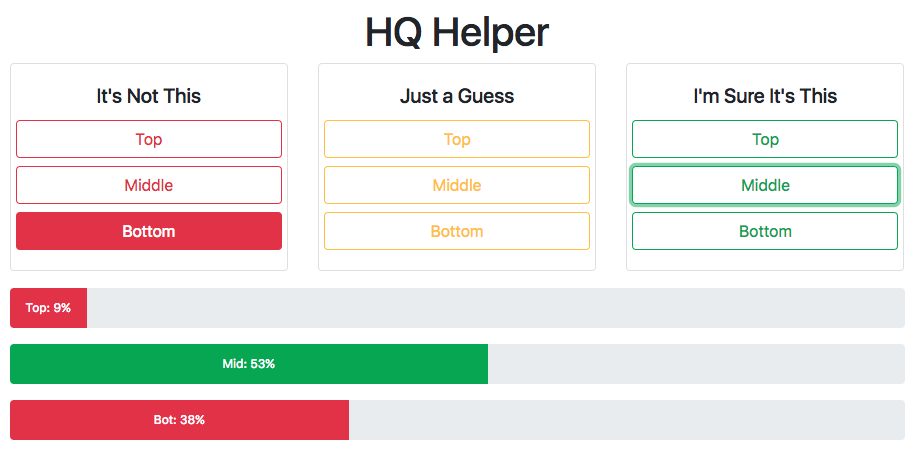 HQ Helper
It's Not This
Top
Middle
Bottom
Just a Guess
Top
Middle
Bottom
I'm Sure It's This
Top
Middle
Bottom
Top: 9%
Mid: 53%
Bot: 38%